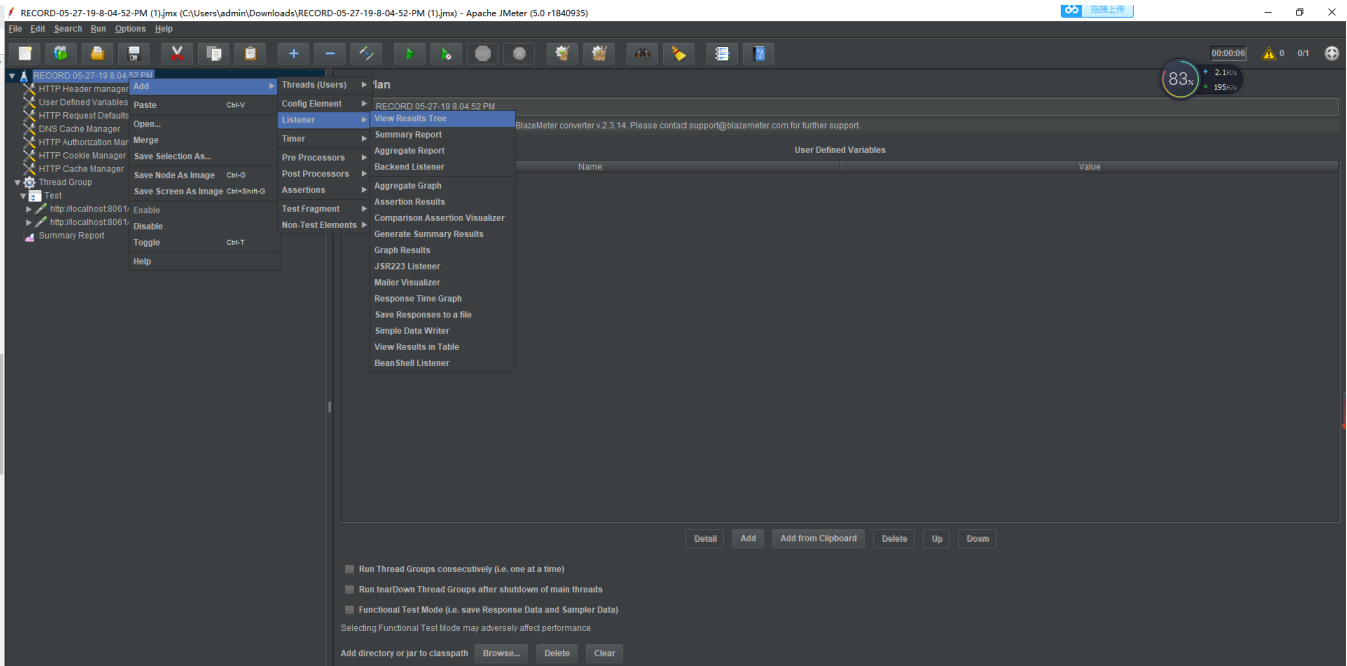 RECORD-05-27-19-8-04-52-PM (1).jmx (C:\Users\admin\Downloads\RECORD-05-27-19-8-04-52-PM (1).jmx) - Apache JMeter (5.0 r1840935)
拖拽上传
File Edit Search Run Options Help
00:00:06 0 0/1
83% 2.1K/s
195K/s
RECORD 05-27-19 8.04.52 PM
HTTP Header manager
User Defined Variables
HTTP Request Defaults
DNS Cache Manager
HTTP Authorization Man
HTTP Cookie Manager
HTTP Cache Manager
Thread Group
Test
http://localhost:8061/
http://localhost:8061/
Summary Report
Add
Paste Ctrl-V
Open...
Merge
Save Selection As...
Save Node As Image Ctrl-G
Save Screen As Image Ctrl+Shift-G
Enable
Disable
Toggle Ctrl-T
Help
Threads (Users)
Config Element
Listener
Timer
Pre Processors
Post Processors
Assertions
Test Fragment
Non-Test Elements
View Results Tree
Summary Report
Aggregate Report
Backend Listener
Aggregate Graph
Assertion Results
Comparison Assertion Visualizer
Generate Summary Results
Graph Results
JSR223 Listener
Mailer Visualizer
Response Time Graph
Save Responses to a file
Simple Data Writer
View Results in Table
BeanShell Listener
lan
RECORD 05-27-19 8.04.52 PM
BlazeMeter converter v.2.3.14. Please contact support@blazemeter.com for further support.
User Defined Variables
Name: Value
Detail Add Add from Clipboard Delete Up Down
Run Thread Groups consecutively (i.e. one at a time)
Run tearDown Thread Groups after shutdown of main threads
Functional Test Mode (i.e. save Response Data and Sampler Data)
Selecting Functional Test Mode may adversely affect performance.
Add directory or jar to classpath Browse... Delete Clear